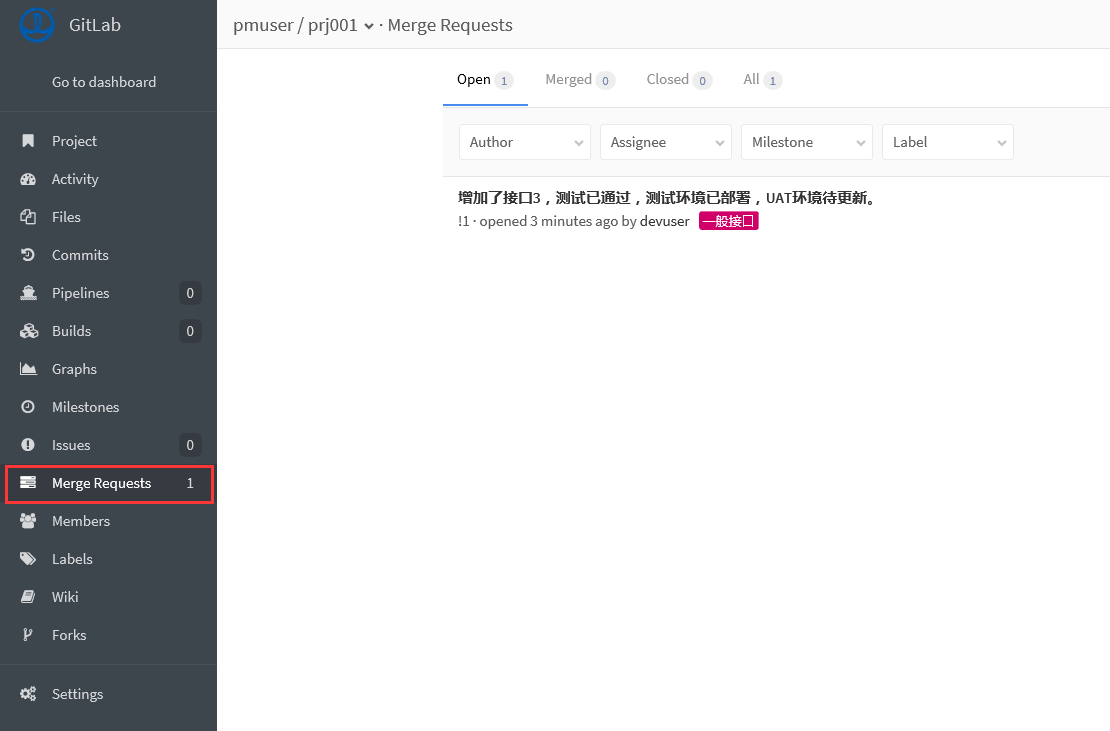 GitLab
Go to dashboard
Project
Activity
Files
Commits
Pipelines 0
Builds 0
Graphs
Milestones
Issues 0
Merge Requests 1
Members
Labels
Wiki
Forks
Settings
pmuser / prj001 · Merge Requests
Open 1 Merged 0 Closed 0 All 1
Author Assignee Milestone Label
增加了接口3，测试已通过，测试环境已部署，UAT环境待更新。
!1 · opened 3 minutes ago by devuser 一般接口